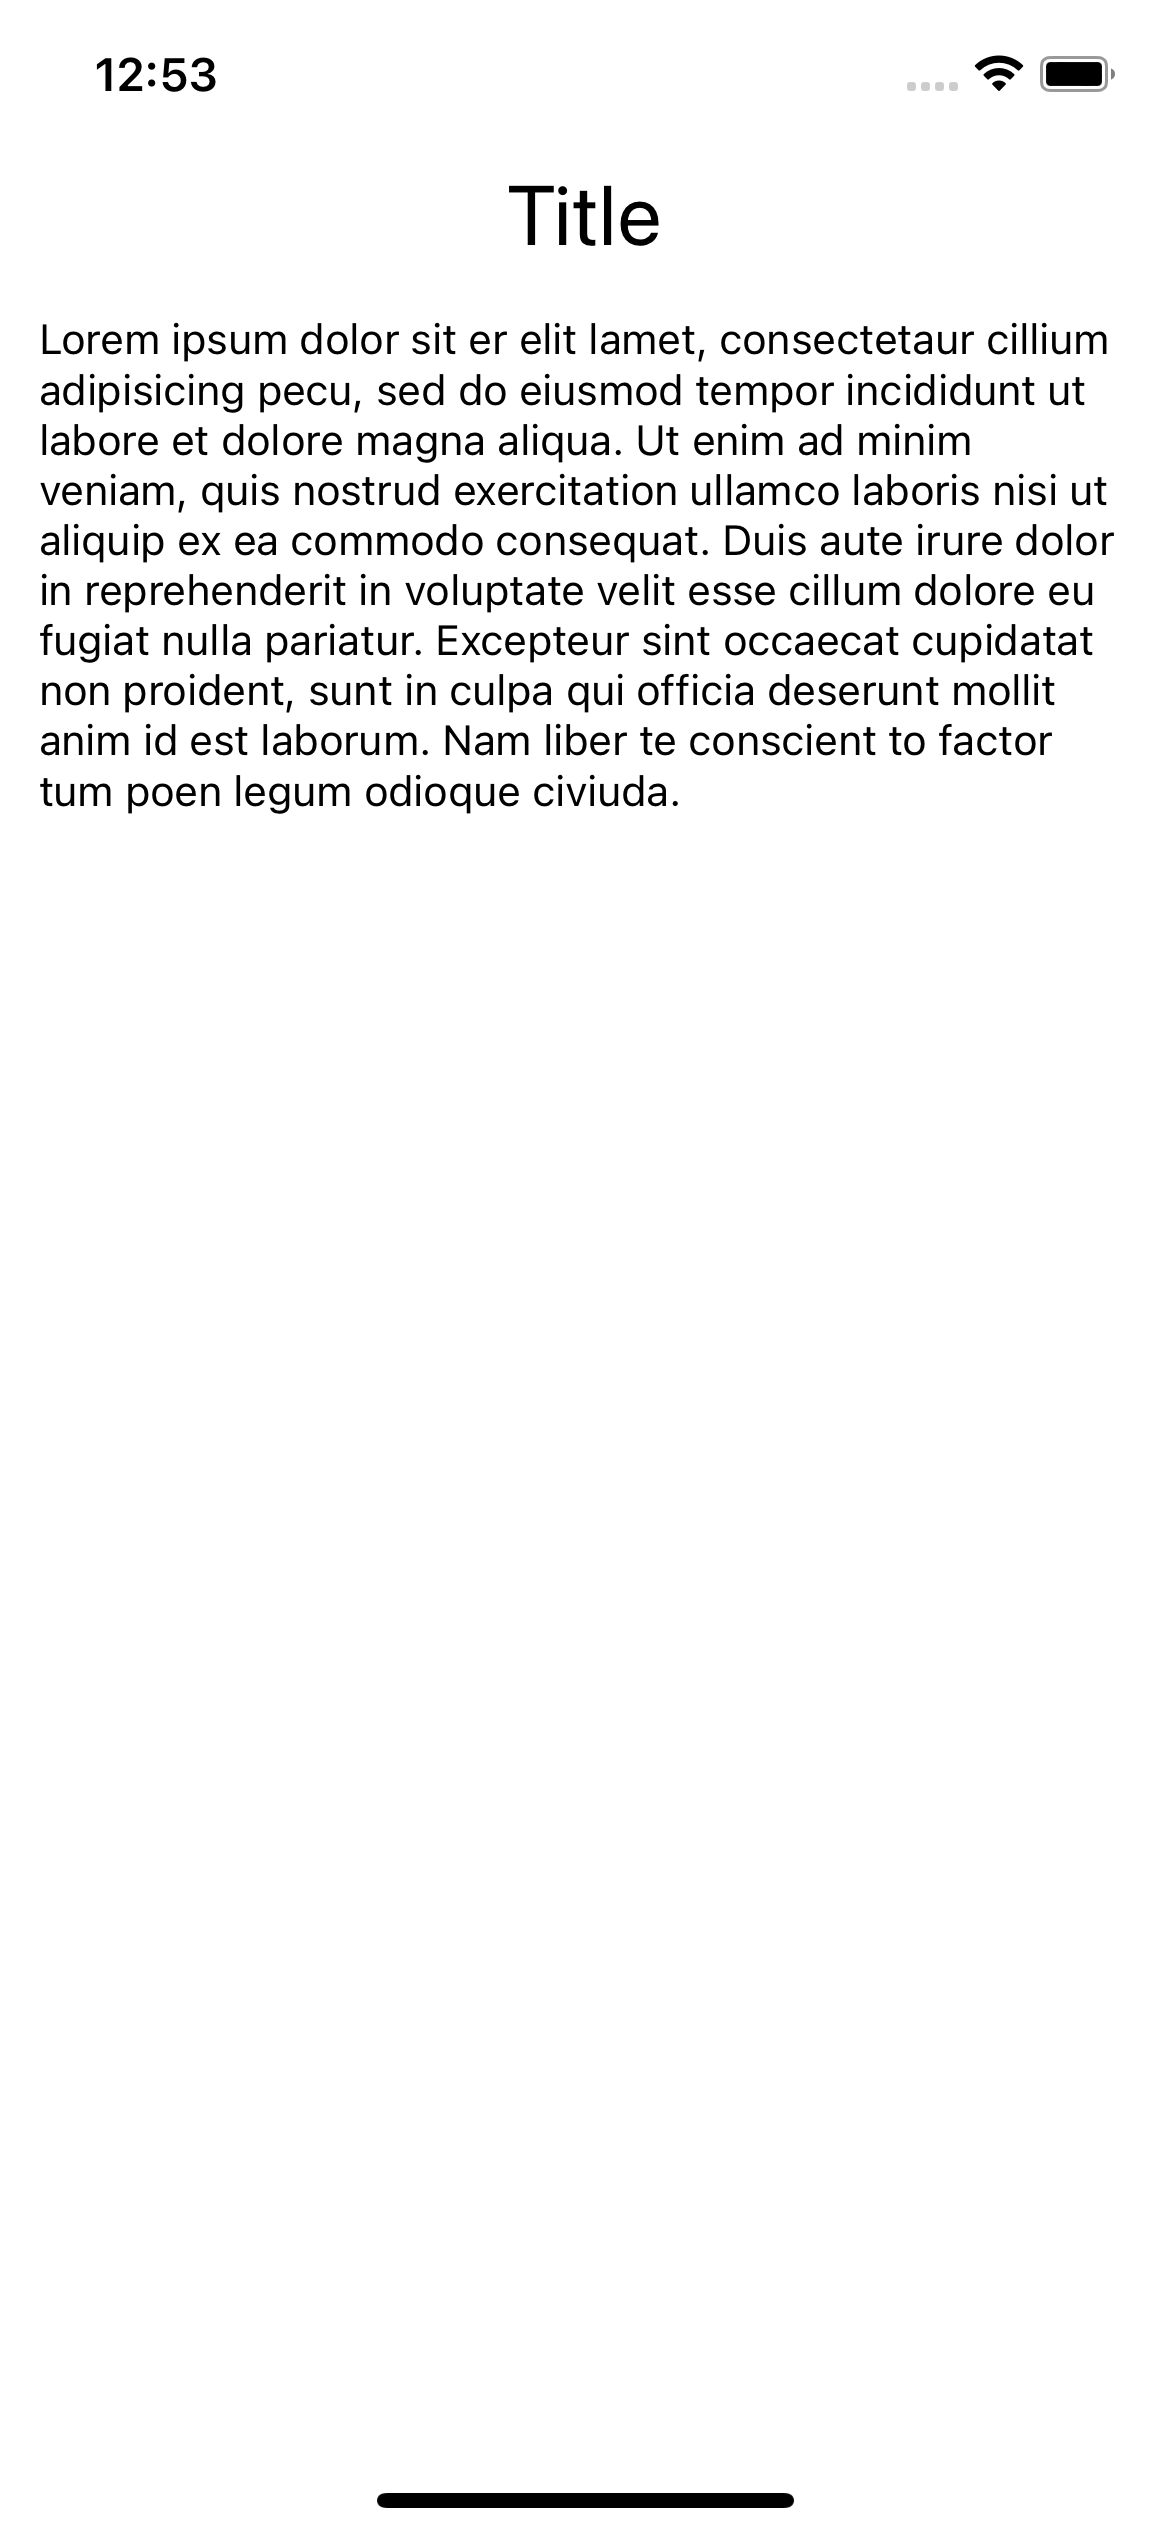 12:53
Title
Lorem ipsum dolor sit er elit lamet, consectetaur cillium
adipisicing pecu, sed do eiusmod tempor incididunt ut
labore et dolore magna aliqua. Ut enim ad minim
veniam, quis nostrud exercitation ullamco laboris nisi ut
aliquip ex ea commodo consequat. Duis aute irure dolor
in reprehenderit in voluptate velit esse cillum dolore eu
fugiat nulla pariatur. Excepteur sint occaecat cupidatat
non proident, sunt in culpa qui officia deserunt mollit
anim id est laborum. Nam liber te conscient to factor
tum poen legum odioque civiuda.